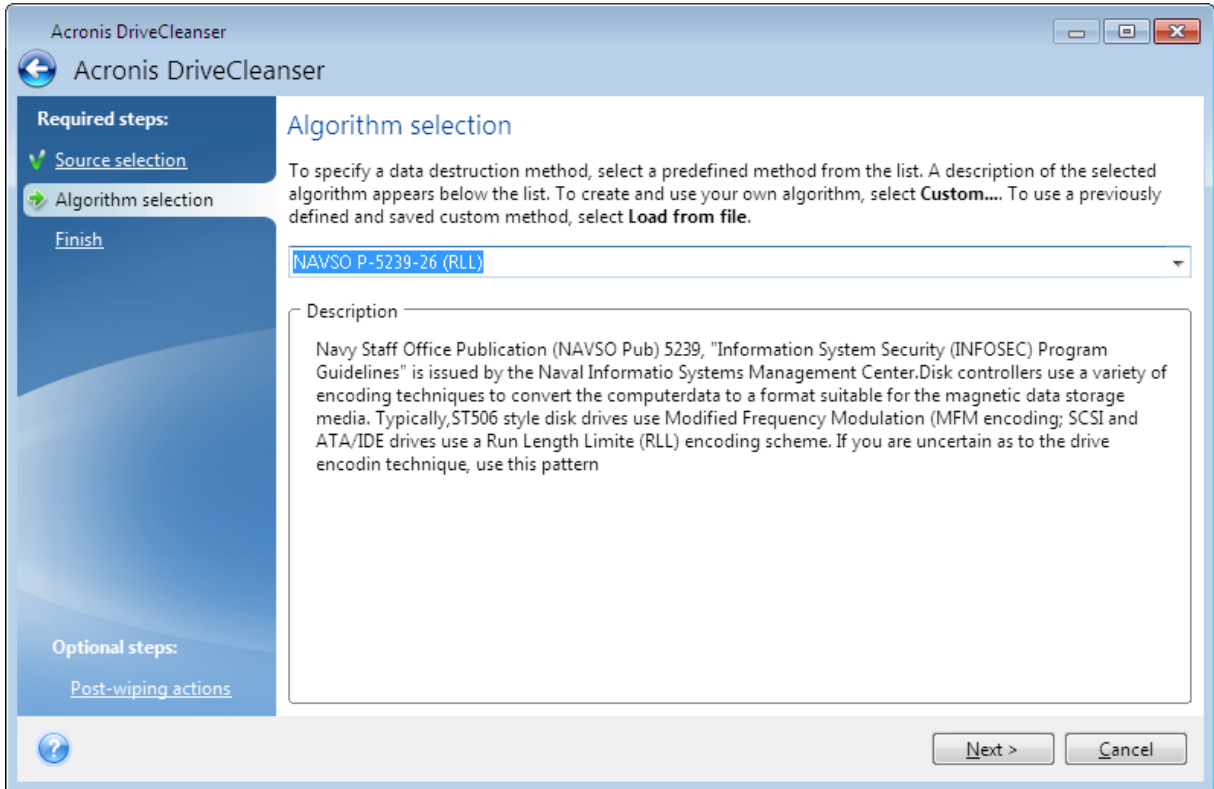 Acronis DriveCleanser
Acronis DriveCleanser
Required steps:
Source selection
Algorithm selection
Finish
Optional steps:
Post-wiping actions
Algorithm selection
To specify a data destruction method, select a predefined method from the list. A description of the selected
algorithm appears below the list. To create and use your own algorithm, select Custom.... To use a previously
defined and saved custom method, select Load from file.
NAVSO P-5239-26 (RLL)
Description
Navy Staff Office Publication (NAVSO Pub) 5239, "Information System Security (INFOSEC) Program
Guidelines" is issued by the Naval Informatio Systems Management Center.Disk controllers use a variety of
encoding techniques to convert the computerdata to a format suitable for the magnetic data storage
media. Typically,ST506 style disk drives use Modified Frequency Modulation (MFM encoding; SCSI and
ATA/IDE drives use a Run Length Limite (RLL) encoding scheme. If you are uncertain as to the drive
encodin technique, use this pattern
?
Next >
Cancel